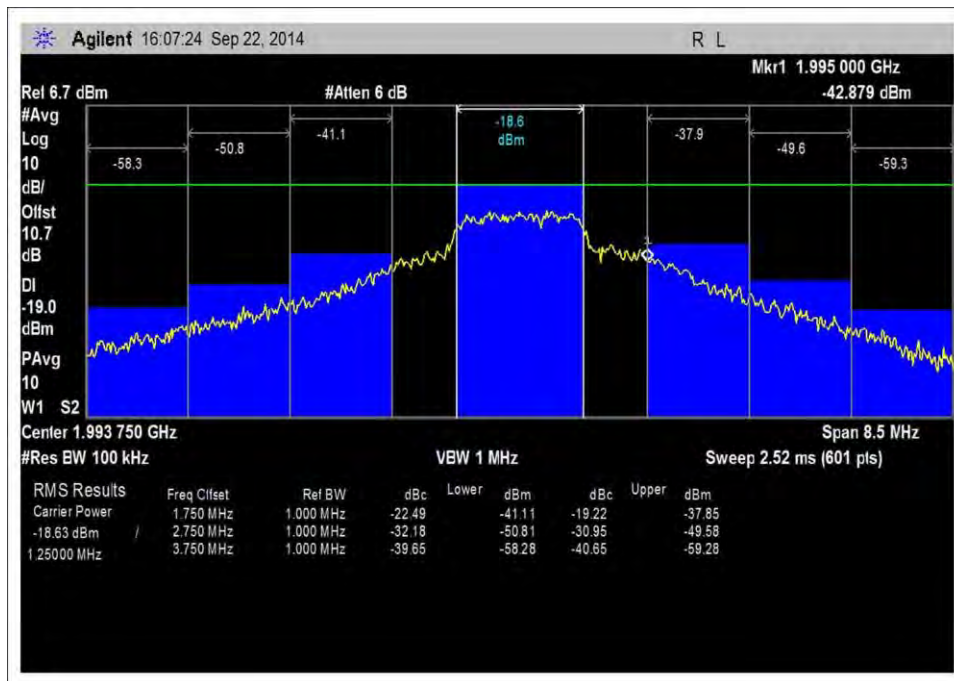 Agilent 16:07:24 Sep 22, 2014 R L
Mkr1 1.995 000 GHz
Ref 6.7 dBm #Atten 6 dB -42.879 dBm
#Avg
Log
10
dB/
Offst
10.7
dB
DI
-19.0
dBm
PAvg
10
W1 S2
-58.3 -50.8 -41.1 -18.6 dBm -37.9 -49.6 -59.3
1
Center 1.993 750 GHz Span 8.5 MHz
#Res BW 100 kHz VBW 1 MHz Sweep 2.52 ms (601 pts)
RMS Results Freq Offset Ref BW dBc Lower dBm dBc Upper dBm
Carrier Power 1.750 MHz 1.000 MHz -22.49 -41.11 -19.22 -37.85
-18.63 dBm / 2.750 MHz 1.000 MHz -32.18 -50.81 -30.95 -49.58
1.25000 MHz 3.750 MHz 1.000 MHz -39.65 -58.28 -40.65 -59.28